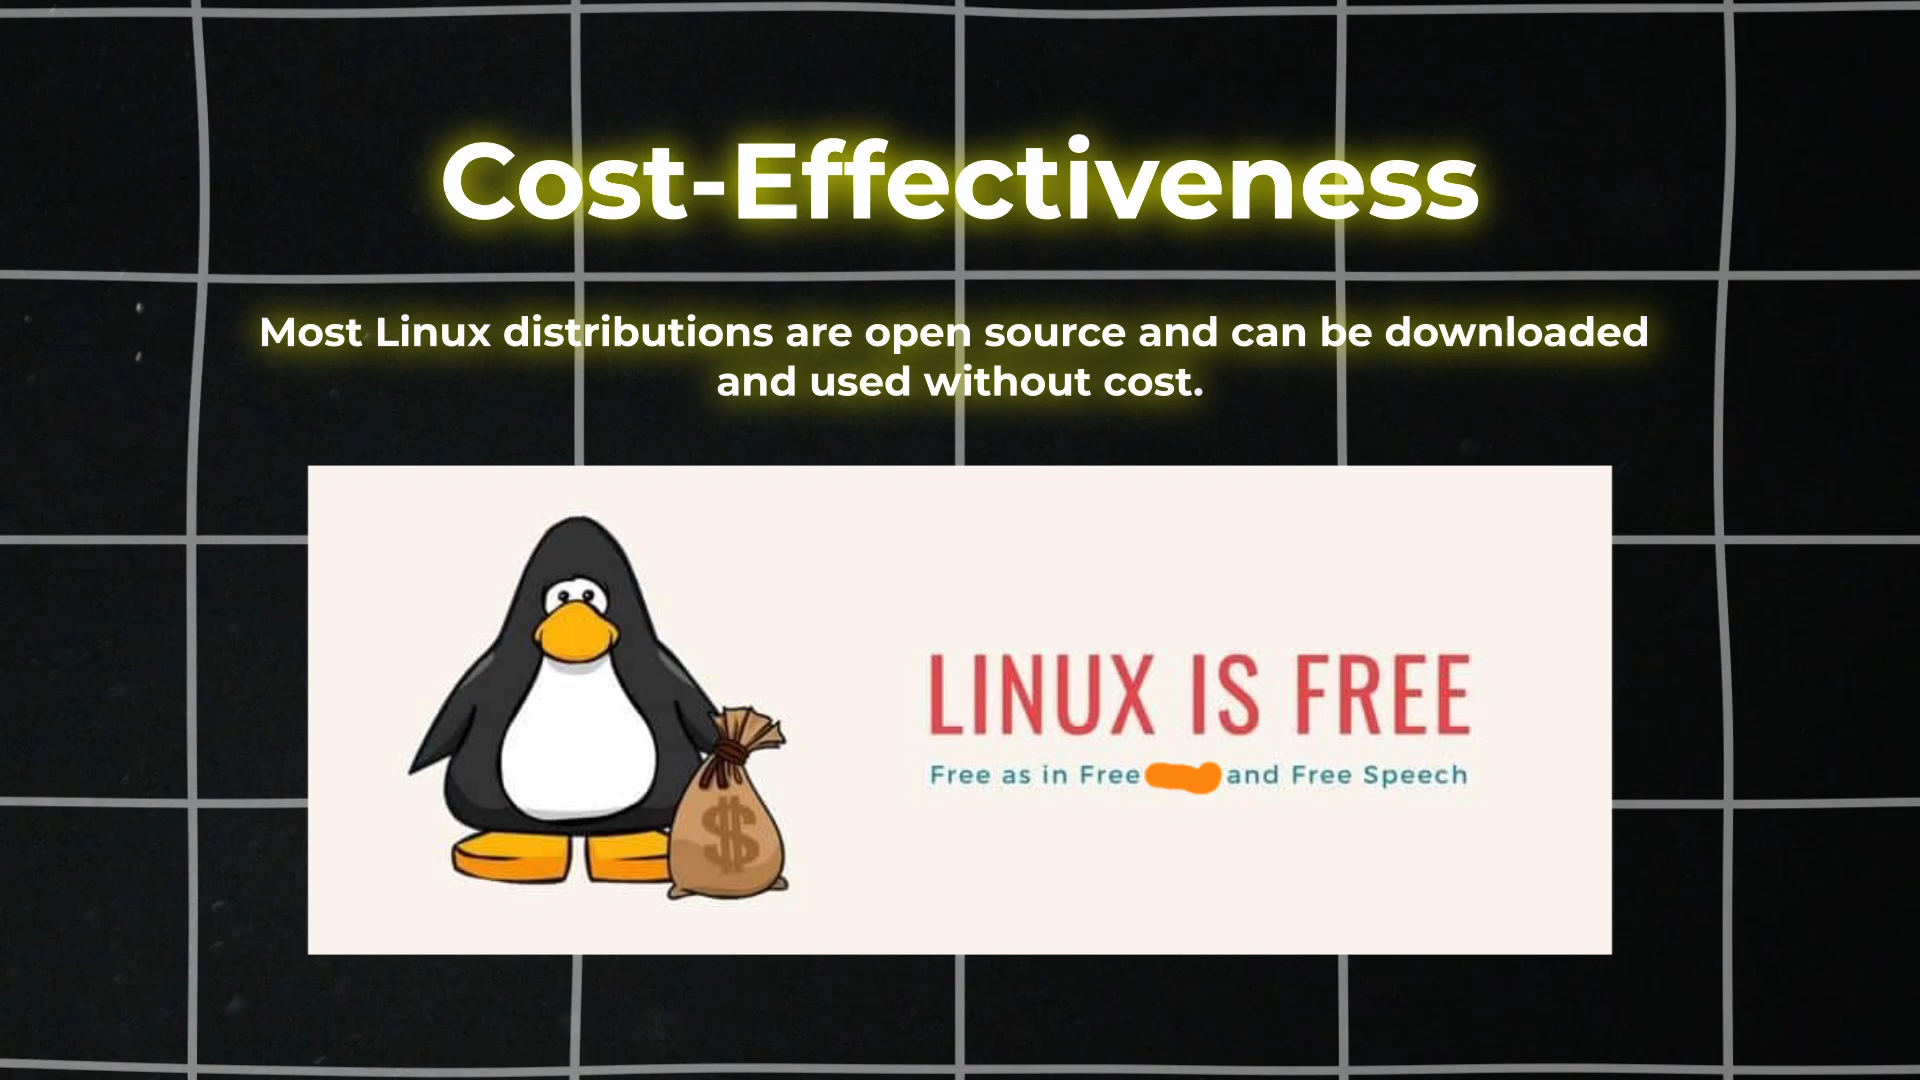 Cost-Effectiveness
Most Linux distributions are open source and can be downloaded
and used without cost.
LINUX IS FREE
Free as in Free and Free Speech
$